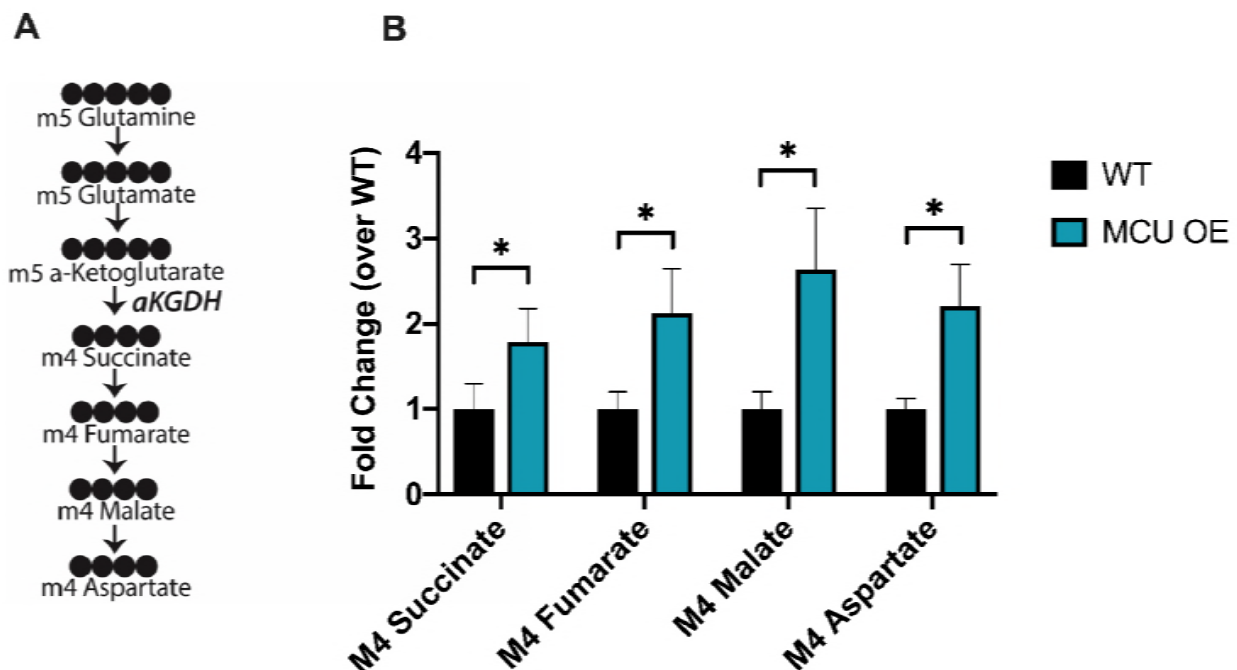 A
m5 Glutamine
m5 Glutamate
m5 a-Ketoglutarate
aKGDH
m4 Succinate
m4 Fumarate
m4 Malate
m4 Aspartate
B
Fold Change (over WT)
4
3
2
1
0
*
*
*
*
M4 Succinate
M4 Fumarate
M4 Malate
M4 Aspartate
WT
MCU OE